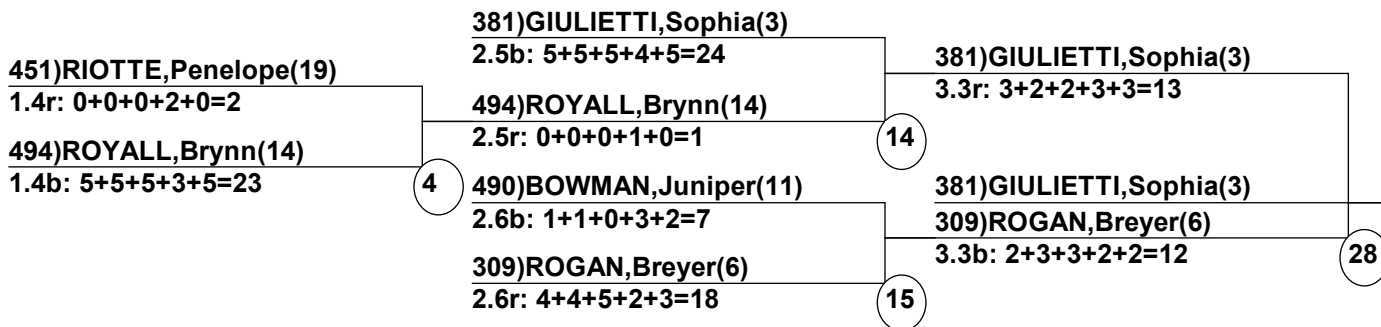 451)RIOTTE,Penelope(19)
1.4r: 0+0+0+2+0=2
494)ROYALL,Brynn(14)
1.4b: 5+5+5+3+5=23
4
381)GIULIETTI,Sophia(3)
2.5b: 5+5+5+4+5=24
494)ROYALL,Brynn(14)
2.5r: 0+0+0+1+0=1
14
490)BOWMAN,Juniper(11)
2.6b: 1+1+0+3+2=7
309)ROGAN,Breyer(6)
2.6r: 4+4+5+2+3=18
15
381)GIULIETTI,Sophia(3)
3.3r: 3+2+2+3+3=13
381)GIULIETTI,Sophia(3)
309)ROGAN,Breyer(6)
3.3b: 2+3+3+2+2=12
28